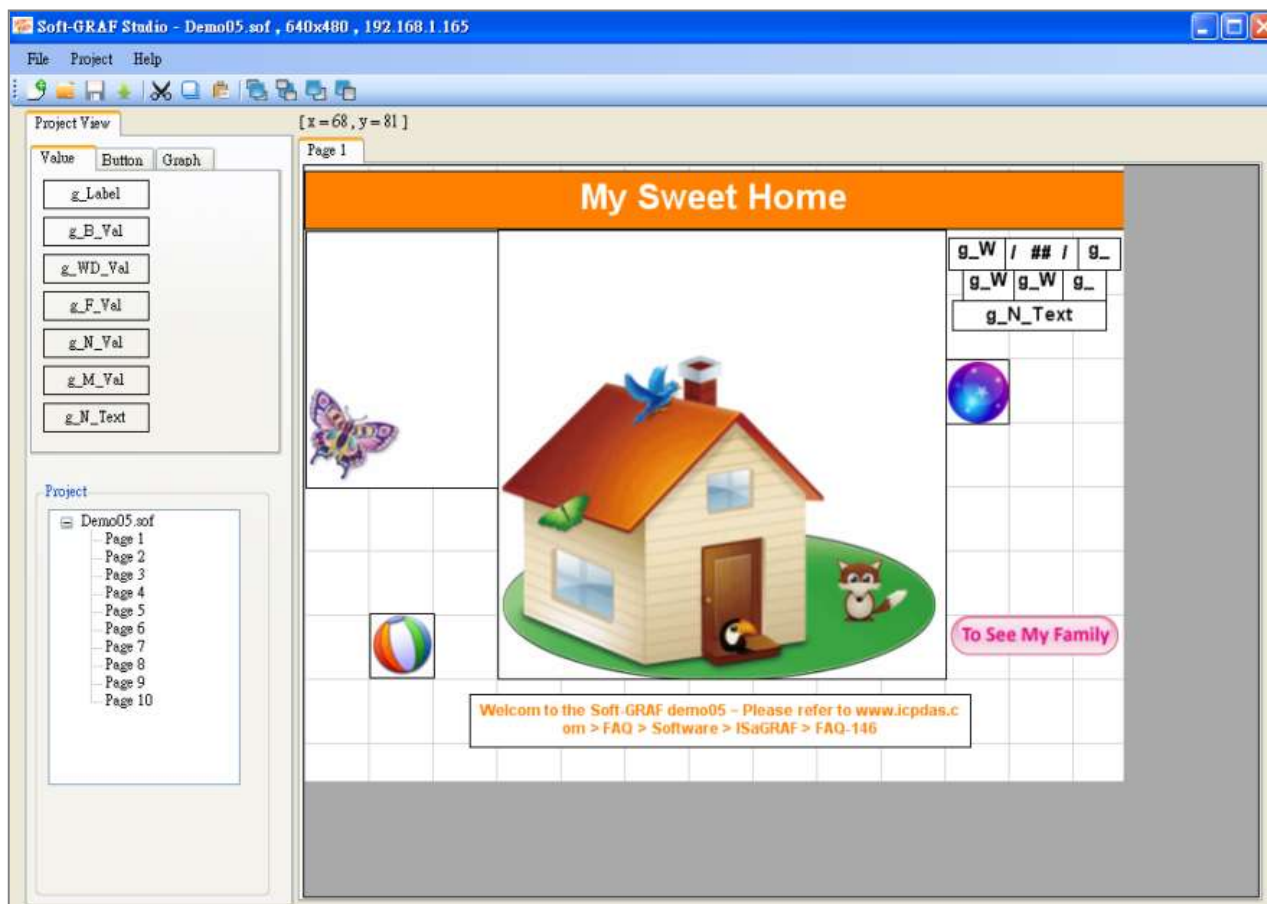 Soft-GRAF Studio - Demo05.sof , 640x480 , 192.168.1.165
File Project Help
Project View
[ x = 68 , y = 81 ]
Value Button Graph
Page 1
g_Label
g_B_Val
g_WD_Val
g_F_Val
g_N_Val
g_M_Val
g_N_Text
My Sweet Home
g_W / ## / g_
g_W g_W g_
g_N_Text
To See My Family
Welcom to the Soft-GRAF demo05 – Please refer to www.icpdas.c
om > FAQ > Software > ISaGRAF > FAQ-146
Project
Demo05.sof
Page 1
Page 2
Page 3
Page 4
Page 5
Page 6
Page 7
Page 8
Page 9
Page 10